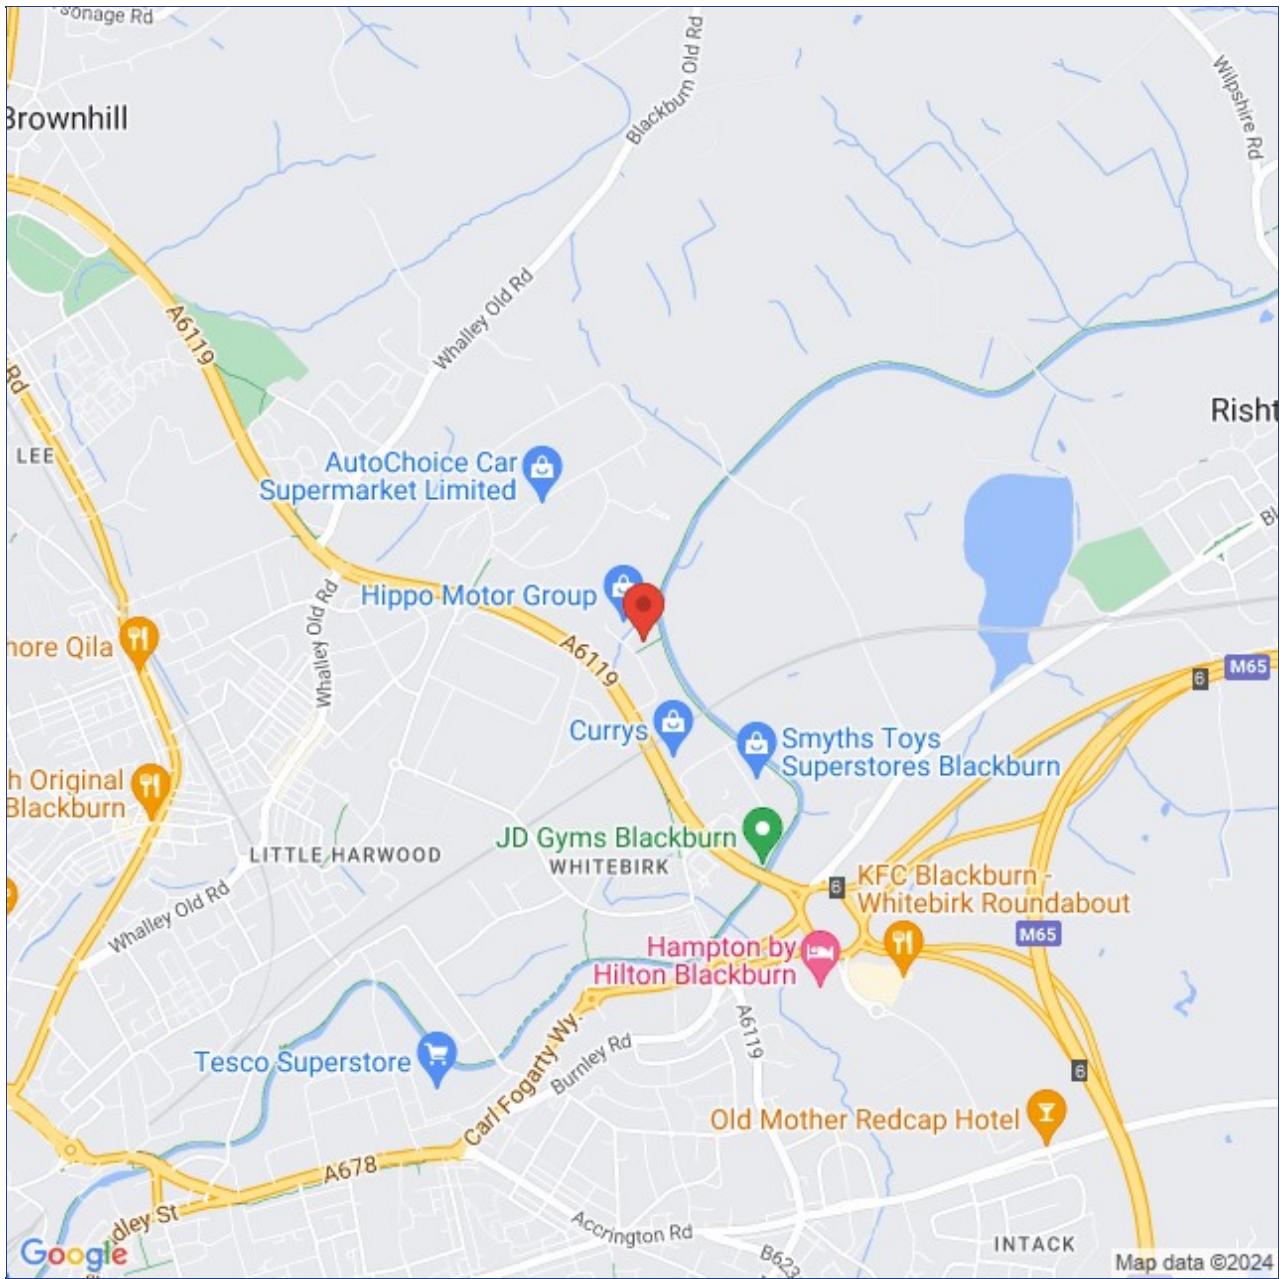 sonage Rd
Blackburn Old Rd
Wilpshire Rd
Brownhill
A6119
Whalley Old Rd
Rd
LEE
Risht
AutoChoice Car
Supermarket Limited
Bl
Hippo Motor Group
Whalley Old Rd
A6119
nore Qila
6
M65
Currys
Smyths Toys
Superstores Blackburn
h Original
Blackburn
JD Gyms Blackburn
LITTLE HARWOOD
WHITEBIRK
6
KFC Blackburn -
Whitebirk Roundabout
Whalley Old Rd
M65
Hampton by
Hilton Blackburn
A6119
Carl Fogarty Wy.
Burnley Rd
Tesco Superstore
6
Old Mother Redcap Hotel
A678
dley St
Accrington Rd
B623
INTACK
Google
Map data ©2024